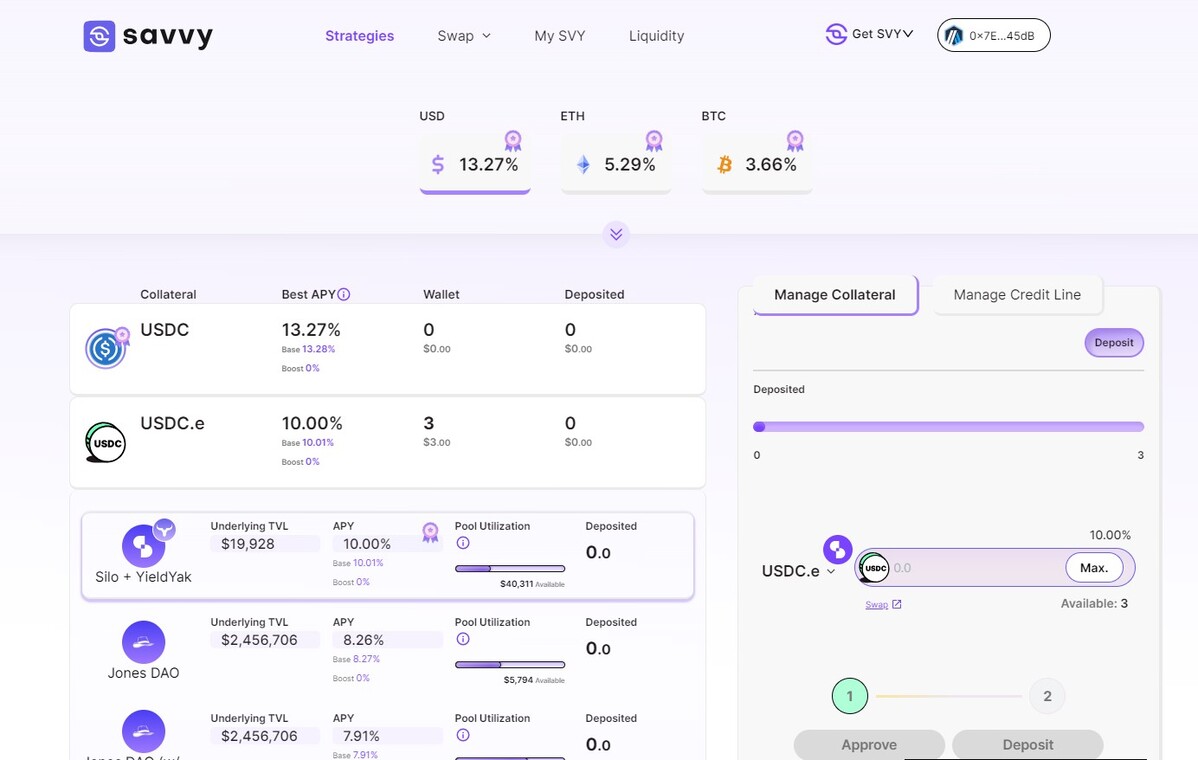 savvy
Strategies
Swap
My SVY
Liquidity
Get SVY
0×7E...45dB
USD
ETH
BTC
$ 13.27%
5.29%
3.66%
Collateral
Best APY
Wallet
Deposited
USDC
13.27%
Base 13.28%
Boost 0%
0
$0.00
0
$0.00
USDC
USDC.e
10.00%
Base 10.01%
Boost 0%
3
$3.00
0
$0.00
Silo + YieldYak
Underlying TVL
$19,928
APY
10.00%
Base 10.01%
Boost 0%
Pool Utilization
$40,311 Available
Deposited
0.0
Jones DAO
Underlying TVL
$2,456,706
APY
8.26%
Base 8.27%
Boost 0%
Pool Utilization
$5,794 Available
Deposited
0.0
Underlying TVL
$2,456,706
APY
7.91%
Base 7.91%
Pool Utilization
Deposited
0.0
Manage Collateral
Manage Credit Line
Deposit
Deposited
0
3
10.00%
USDC.e
USDC
0.0
Max.
Swap
Available: 3
1
2
Approve
Deposit